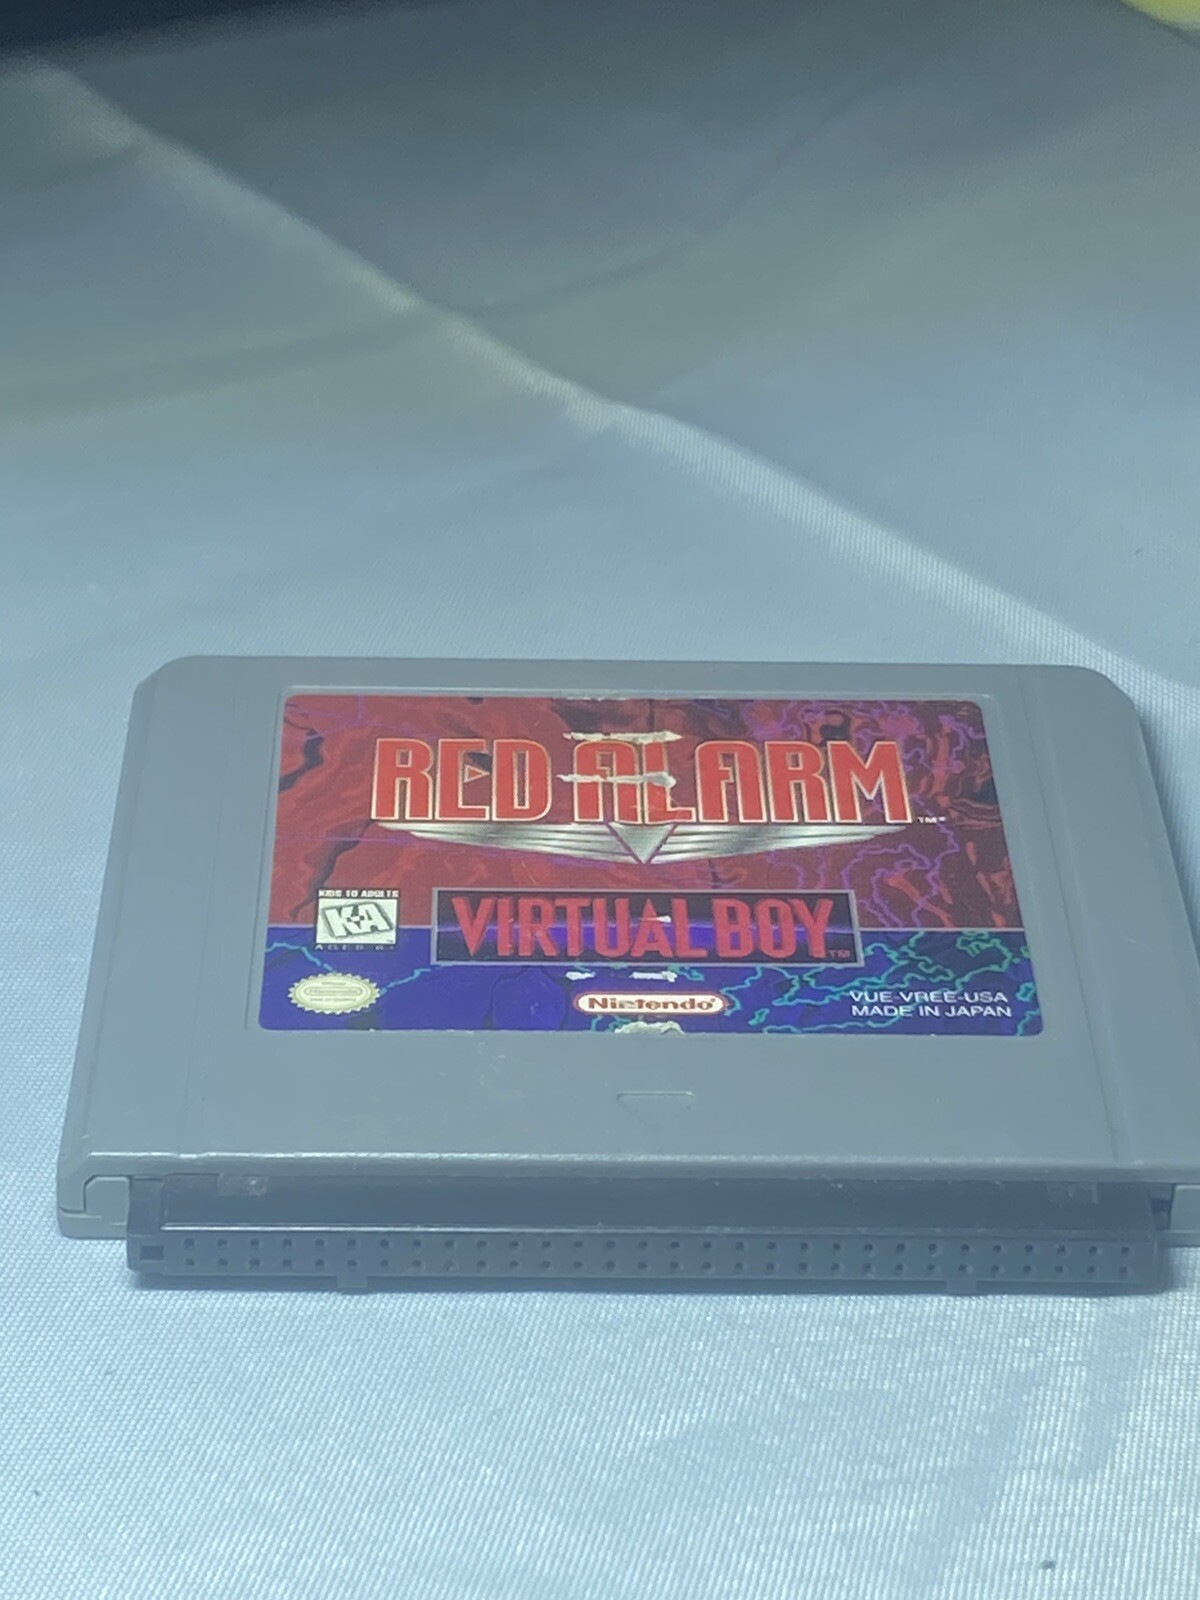 RED ALARM
TM*
KIDS TO ADULTS
K-A
VIRTUAL BOY
TM
Nintendo®
VUE-VREE-USA
MADE IN JAPAN